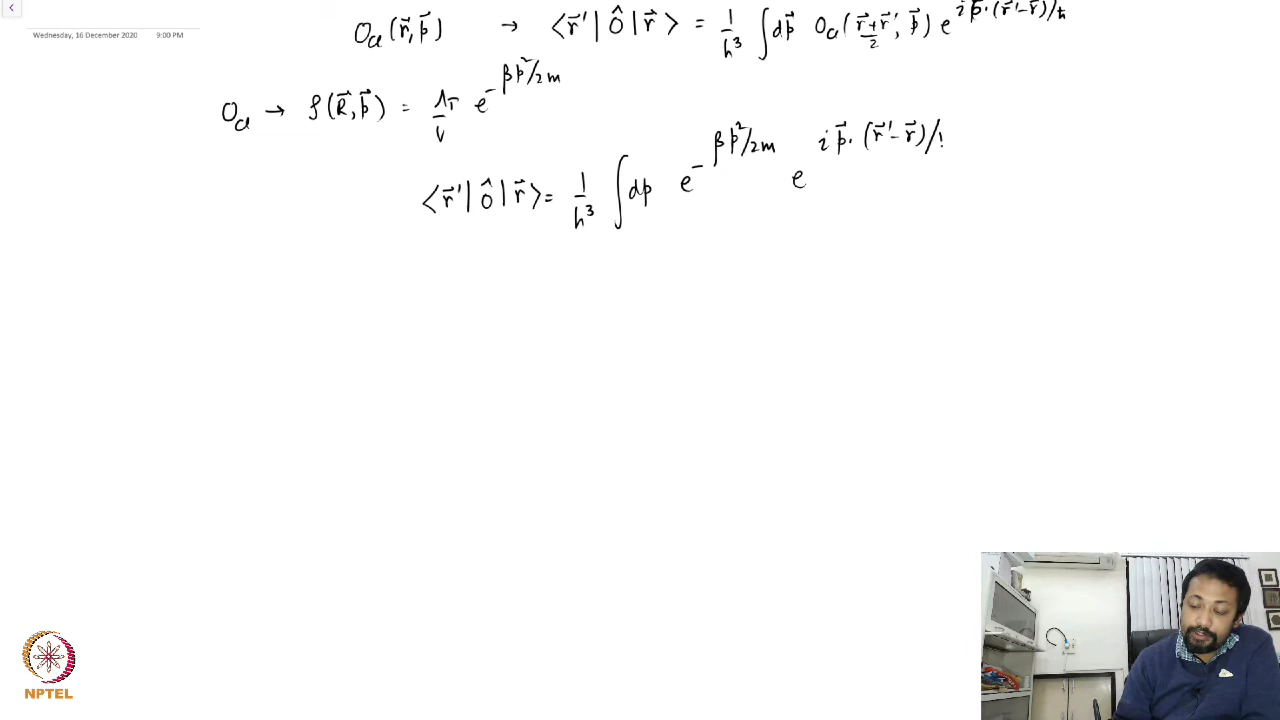 O_cl(r⃗, p⃗) → ⟨r⃗'| Ô |r⃗⟩ = 1/h³ ∫dp⃗ O_cl((r⃗+r⃗')/2, p⃗) e^{i p⃗·(r⃗'−r⃗)/ħ}
Wednesday, 16 December 2020 9:00 PM
O_cl → ρ(R⃗, p⃗) = λ_T/V e^{−βp²/2m}
⟨r⃗'| Ô |r⃗⟩ = 1/h³ ∫dp e^{−βp²/2m} e^{i p⃗·(r⃗'−r⃗)/
NPTEL